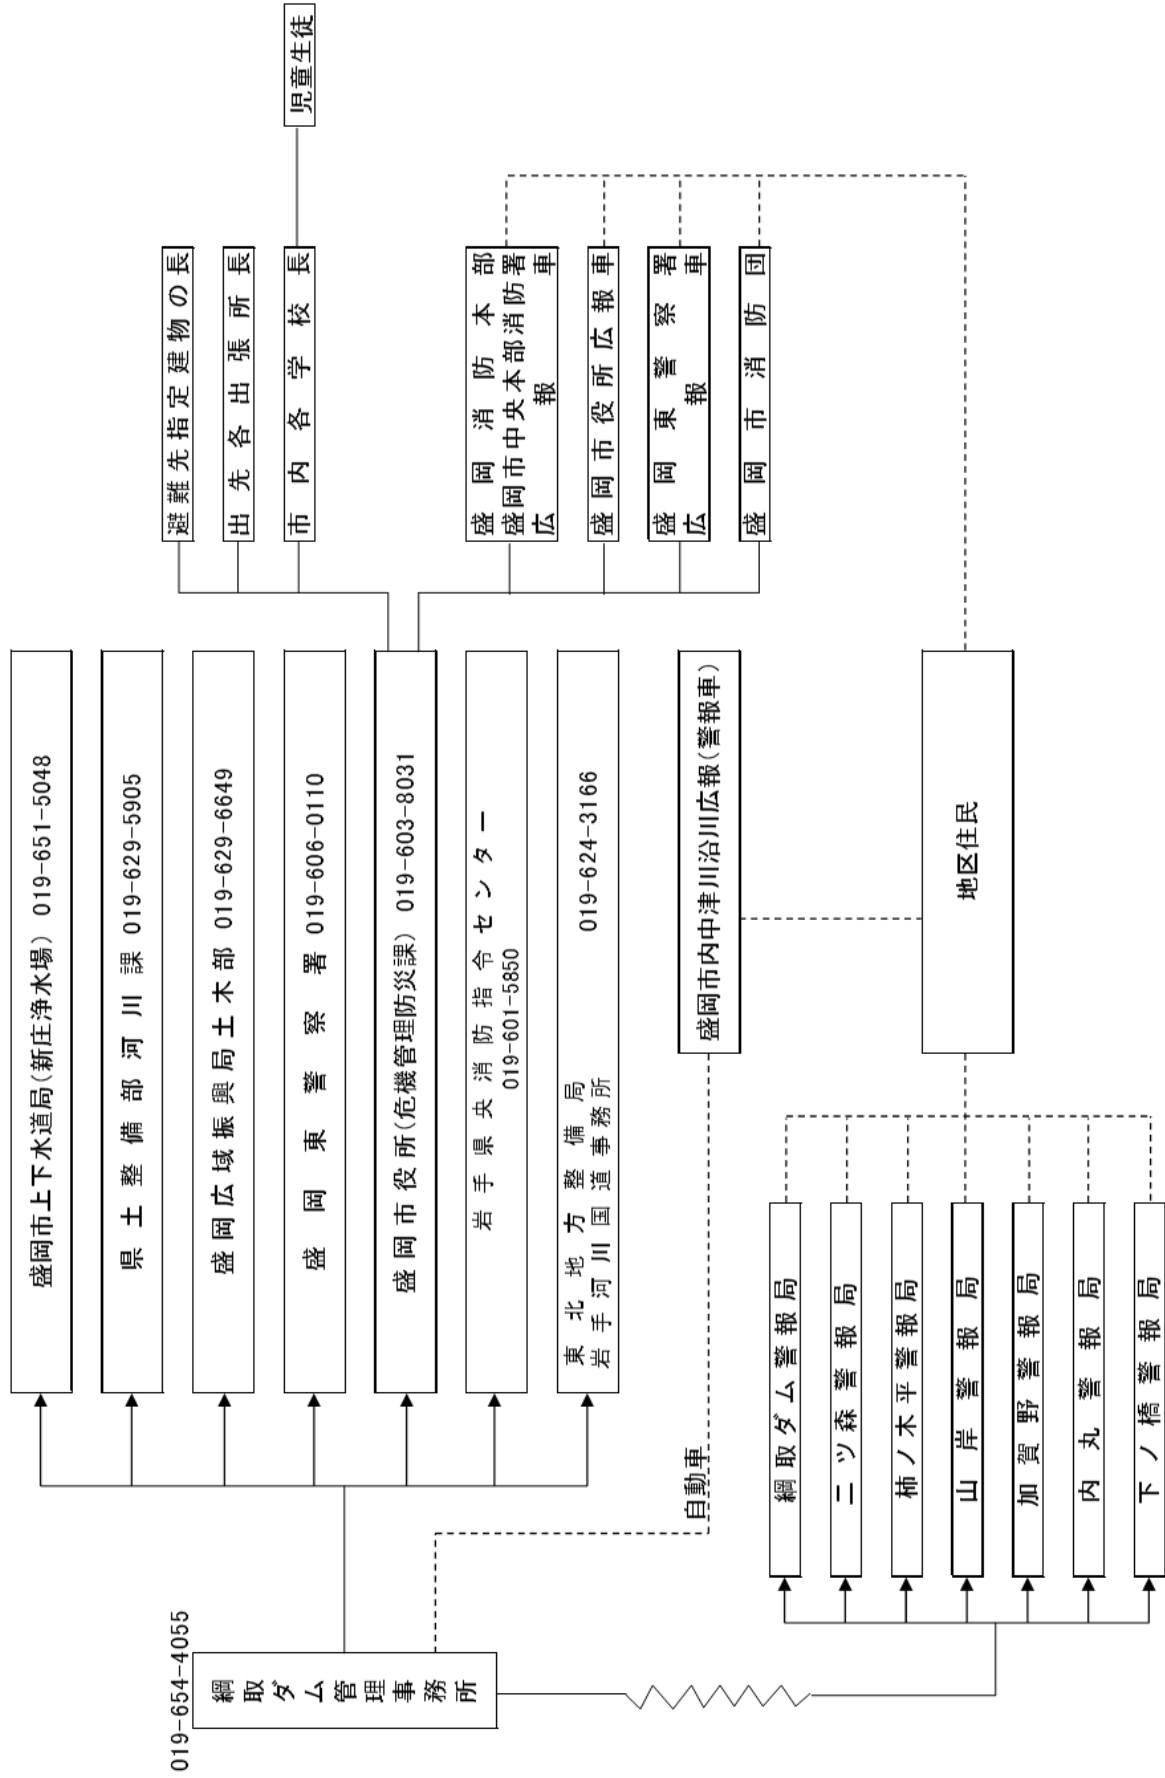 019-654-4055
綱取ダム管理事務所
盛岡市上下水道局(新庄浄水場) 019-651-5048
県土整備部河川課 019-629-5905
盛岡広域振興局土木部 019-629-6649
盛岡東警察署 019-606-0110
盛岡市役所(危機管理防災課) 019-603-8031
岩手県央消防指令センター
019-601-5850
東北地方整備局
岩手河川国道事務所
019-624-3166
自動車
盛岡市内中津川沿川広報(警報車)
避難先指定建物の長
出先各出張所長
市内各学校長
児童生徒
盛岡消防本部
盛岡市中央本部消防署
広報車
盛岡市役所広報車
盛岡東警察署
広報車
盛岡市消防団
地区住民
綱取ダム警報局
二ツ森警報局
柿ノ木平警報局
山岸警報局
加賀野警報局
内丸警報局
下ノ橋警報局